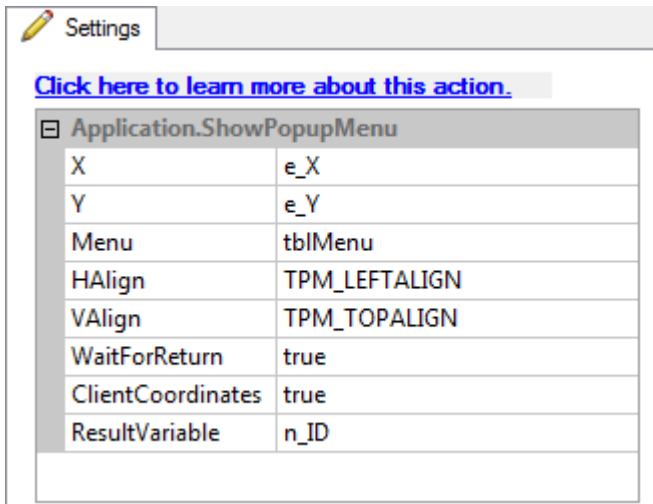 Settings
Click here to learn more about this action.
Application.ShowPopupMenu
X e_X
Y e_Y
Menu tblMenu
HAlign TPM_LEFTALIGN
VAlign TPM_TOPALIGN
WaitForReturn true
ClientCoordinates true
ResultVariable n_ID